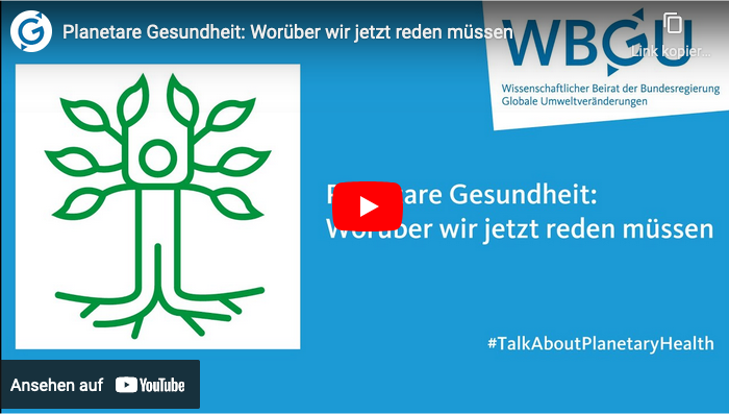 Planetare Gesundheit: Worüber wir jetzt reden müssen
Link kopier...
WBGU
Wissenschaftlicher Beirat der Bundesregierung
Globale Umweltveränderungen
Gesundheit:
Worüber wir jetzt reden müssen
#TalkAboutPlanetaryHealth
Ansehen auf YouTube